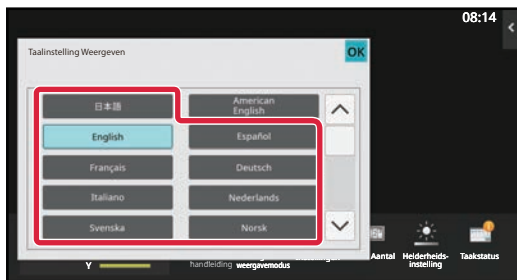 08:14
Taalinstelling Weergeven
OK
日本語
American
English
English
Español
Français
Deutsch
Italiano
Nederlands
Svenska
Norsk
Y
handleiding
weergavemodus
Aantal
Helderheids-
instelling
Taakstatus